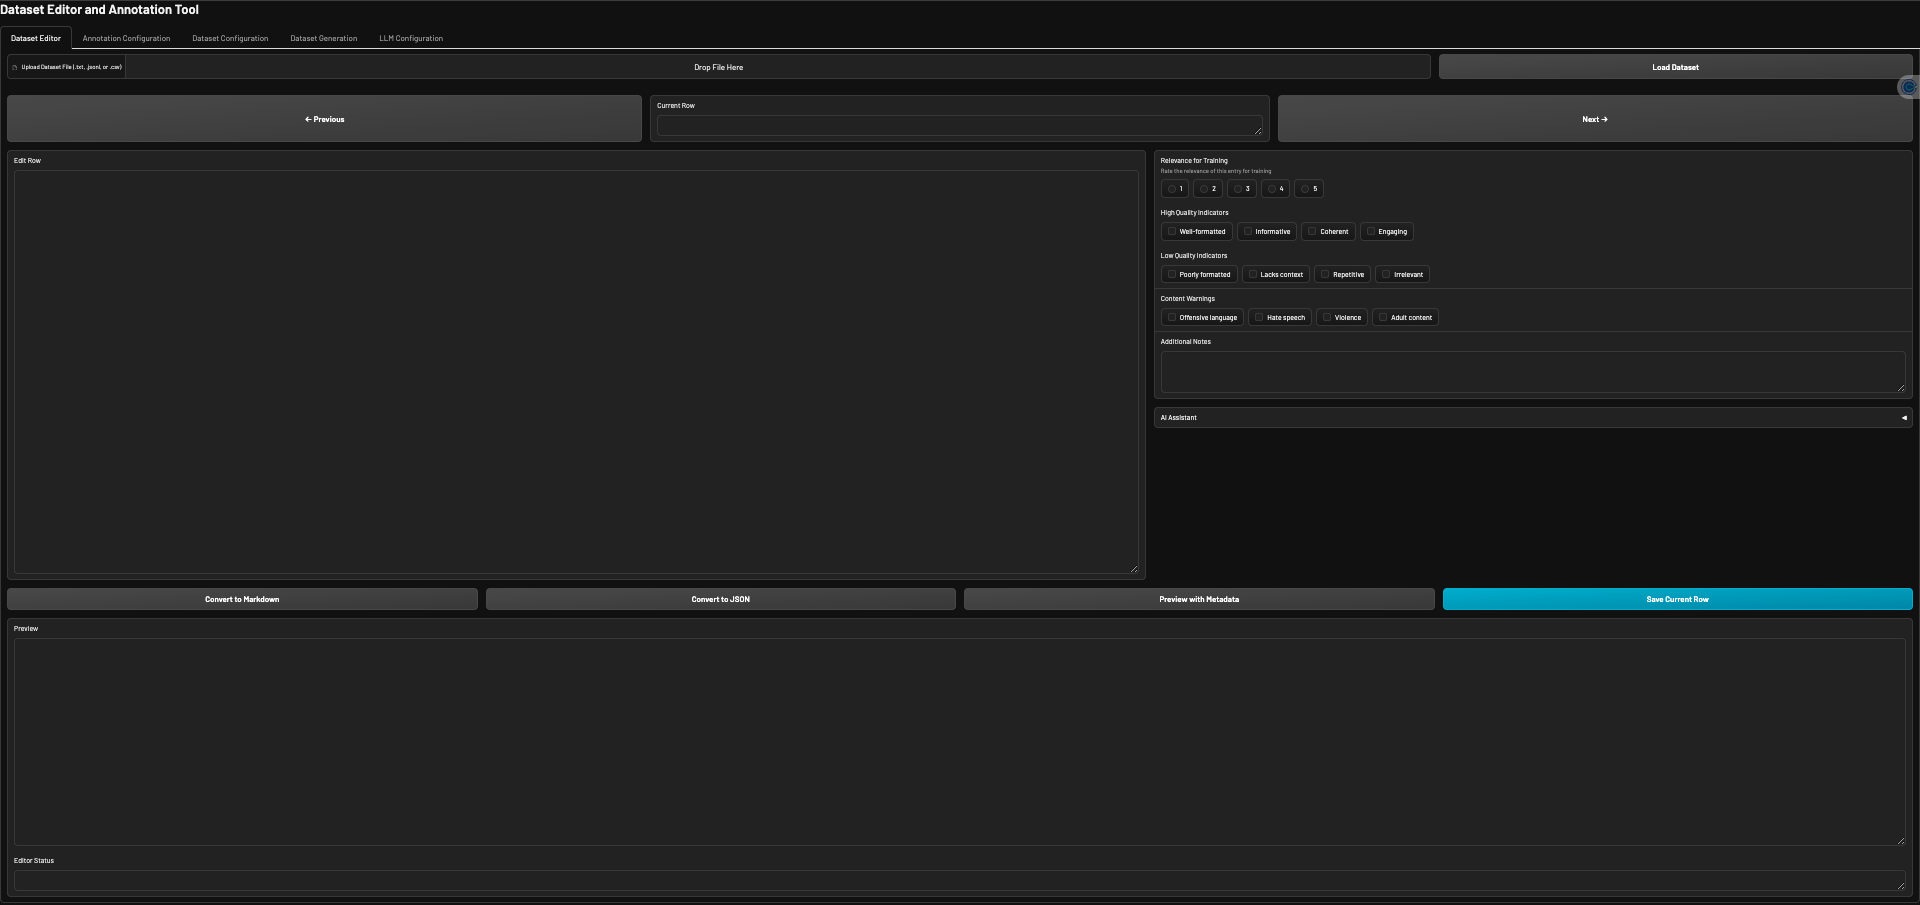 Dataset Editor and Annotation Tool
Dataset Editor
Annotation Configuration
Dataset Configuration
Dataset Generation
LLM Configuration
Upload Dataset File (.txt, .jsonl, or .csv)
Drop File Here
Load Dataset
← Previous
Current Row
Next →
Edit Row
Relevance for Training
Rate the relevance of this entry for training
1
2
3
4
5
High Quality Indicators
Well-formatted
Informative
Coherent
Engaging
Low Quality Indicators
Poorly formatted
Lacks context
Repetitive
Irrelevant
Content Warnings
Offensive language
Hate speech
Violence
Adult content
Additional Notes
AI Assistant
Convert to Markdown
Convert to JSON
Preview with Metadata
Save Current Row
Preview
Editor Status